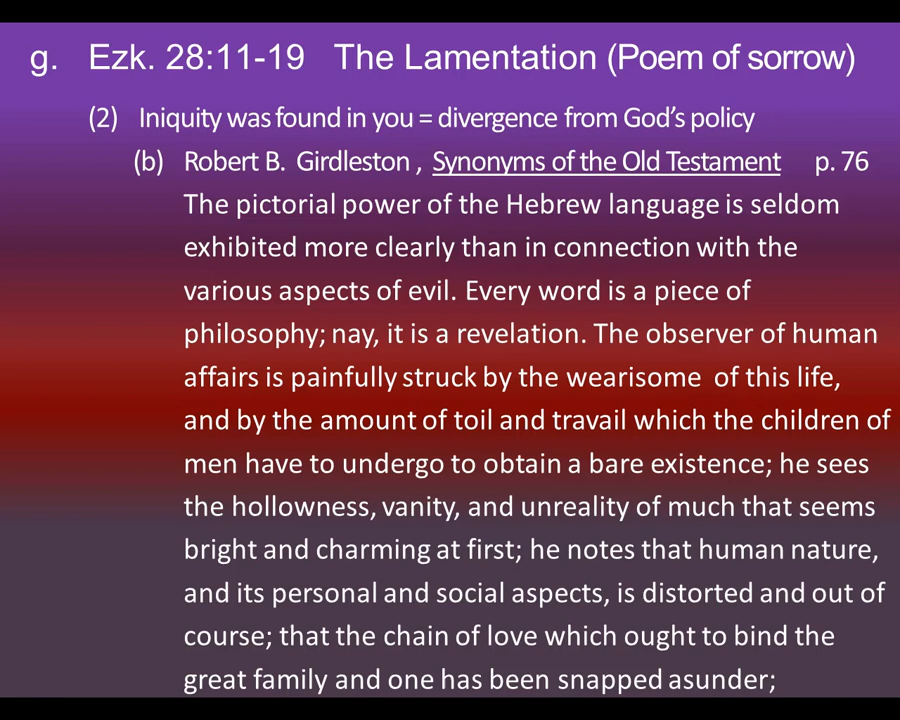 g. Ezk. 28:11-19 The Lamentation (Poem of sorrow)
(2) Iniquity was found in you = divergence from God's policy
(b) Robert B. Girdleston , Synonyms of the Old Testament p. 76
The pictorial power of the Hebrew language is seldom
exhibited more clearly than in connection with the
various aspects of evil. Every word is a piece of
philosophy; nay, it is a revelation. The observer of human
affairs is painfully struck by the wearisome of this life,
and by the amount of toil and travail which the children of
men have to undergo to obtain a bare existence; he sees
the hollowness, vanity, and unreality of much that seems
bright and charming at first; he notes that human nature,
and its personal and social aspects, is distorted and out of
course; that the chain of love which ought to bind the
great family and one has been snapped asunder;